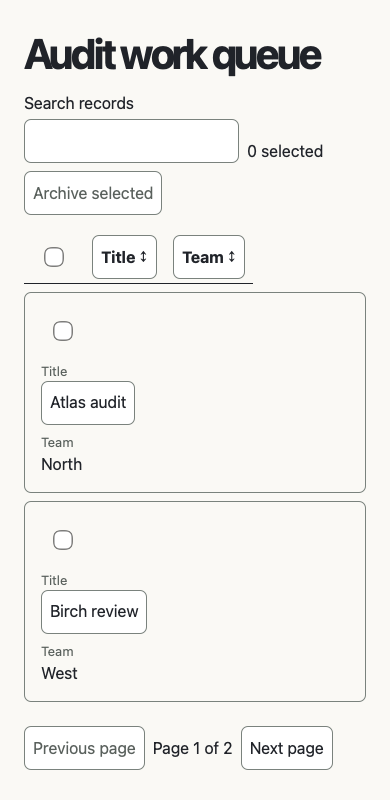 Audit work queue
Search records
0 selected
Archive selected
Title ↕ Team ↕
Title
Atlas audit
Team
North
Title
Birch review
Team
West
Previous page Page 1 of 2 Next page